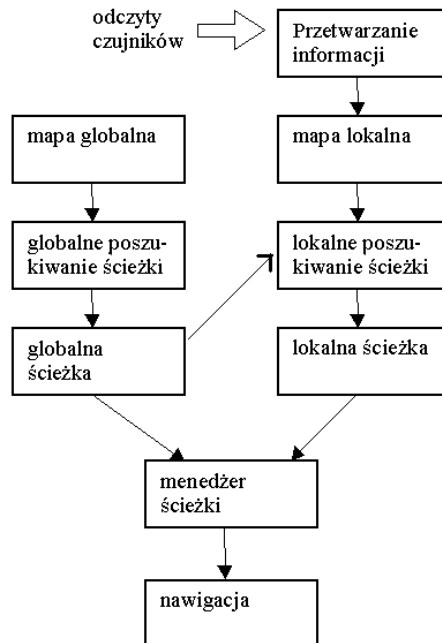 odczyty
czujników
Przetwarzanie
informacji
mapa globalna
mapa lokalna
globalne poszu-
kiwanie ścieżki
lokalne poszu-
kiwanie ścieżki
globalna
ścieżka
lokalna ścieżka
menedżer
ścieżki
nawigacja